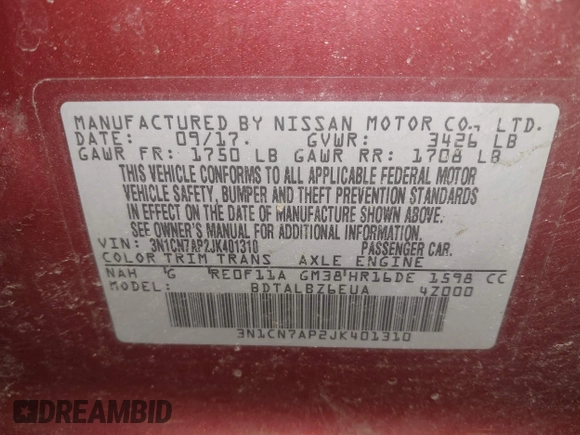 MANUFACTURED BY NISSAN MOTOR CO., LTD.
DATE: 09/17. GVWR: 3426 LB
GAWR FR: 1750 LB GAWR RR: 1708 LB
THIS VEHICLE CONFORMS TO ALL APPLICABLE FEDERAL MOTOR
VEHICLE SAFETY, BUMPER AND THEFT PREVENTION STANDARDS
IN EFFECT ON THE DATE OF MANUFACTURE SHOWN ABOVE.
SEE OWNER'S MANUAL FOR ADDITIONAL INFORMATION.
VIN: 3N1CN7AP2JK401310 PASSENGER CAR.
COLOR TRIM TRANS AXLE ENGINE
NAH G RE0F11A GM38 HR16DE 1598 CC
MODEL: BDTALBZ6EUA 4Z000
3N1CN7AP2JK401310
DREAMBID